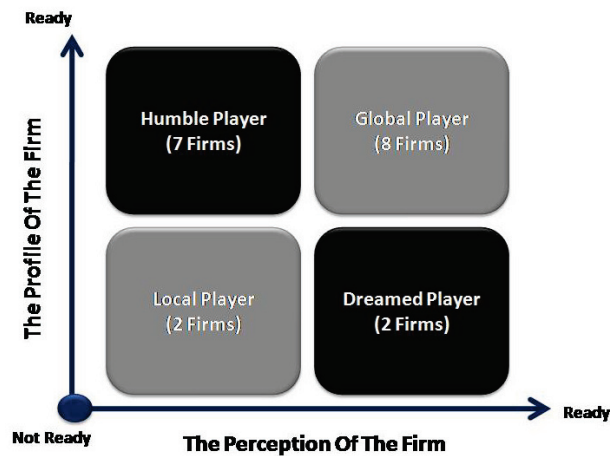 Ready
The Profile Of The Firm
Humble Player
(7 Firms)
Global Player
(8 Firms)
Local Player
(2 Firms)
Dreamed Player
(2 Firms)
Not Ready
The Perception Of The Firm
Ready